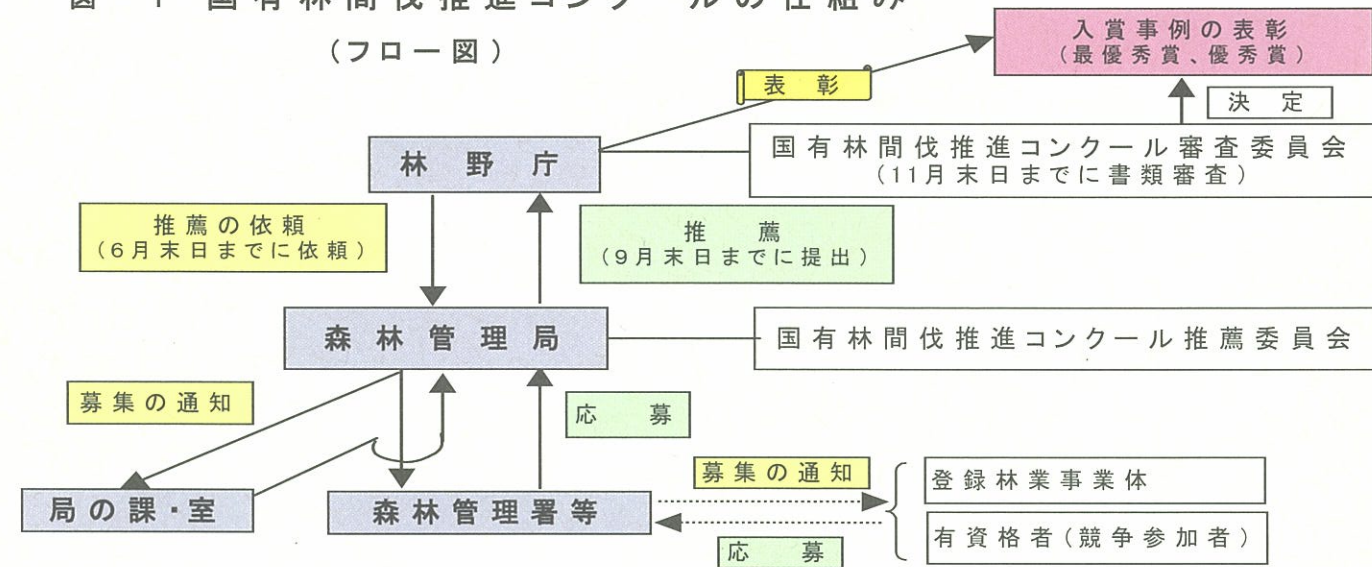 図 1 国有林間伐推進コンクールの仕組み
(フロー図)
入賞事例の表彰
(最優秀賞、優秀賞)
表 彰
決 定
林 野 庁
国有林間伐推進コンクール審査委員会
(11月末日までに書類審査)
推薦の依頼
(6月末日までに依頼)
推 薦
(9月末日までに提出)
森 林 管 理 局
国有林間伐推進コンクール推薦委員会
募集の通知
応 募
局の課・室
森林管理署等
募集の通知
応 募
登録林業事業体
有資格者(競争参加者)